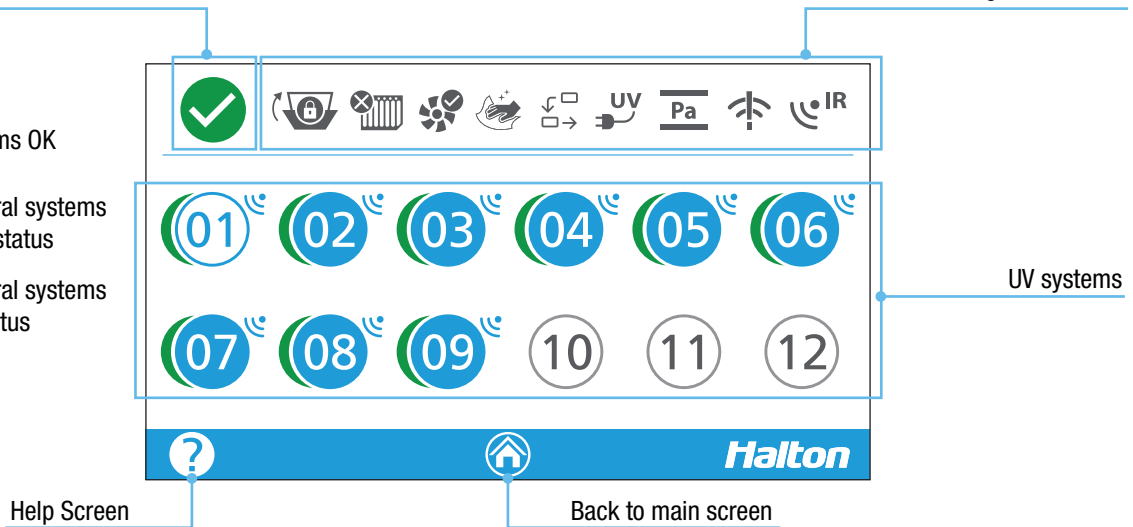 UV
Pa
IR
ms OK
ral systems
status
ral systems
tus
01 02 03 04 05 06
UV systems
07 08 09 10 11 12
? Halton
Help Screen
Back to main screen